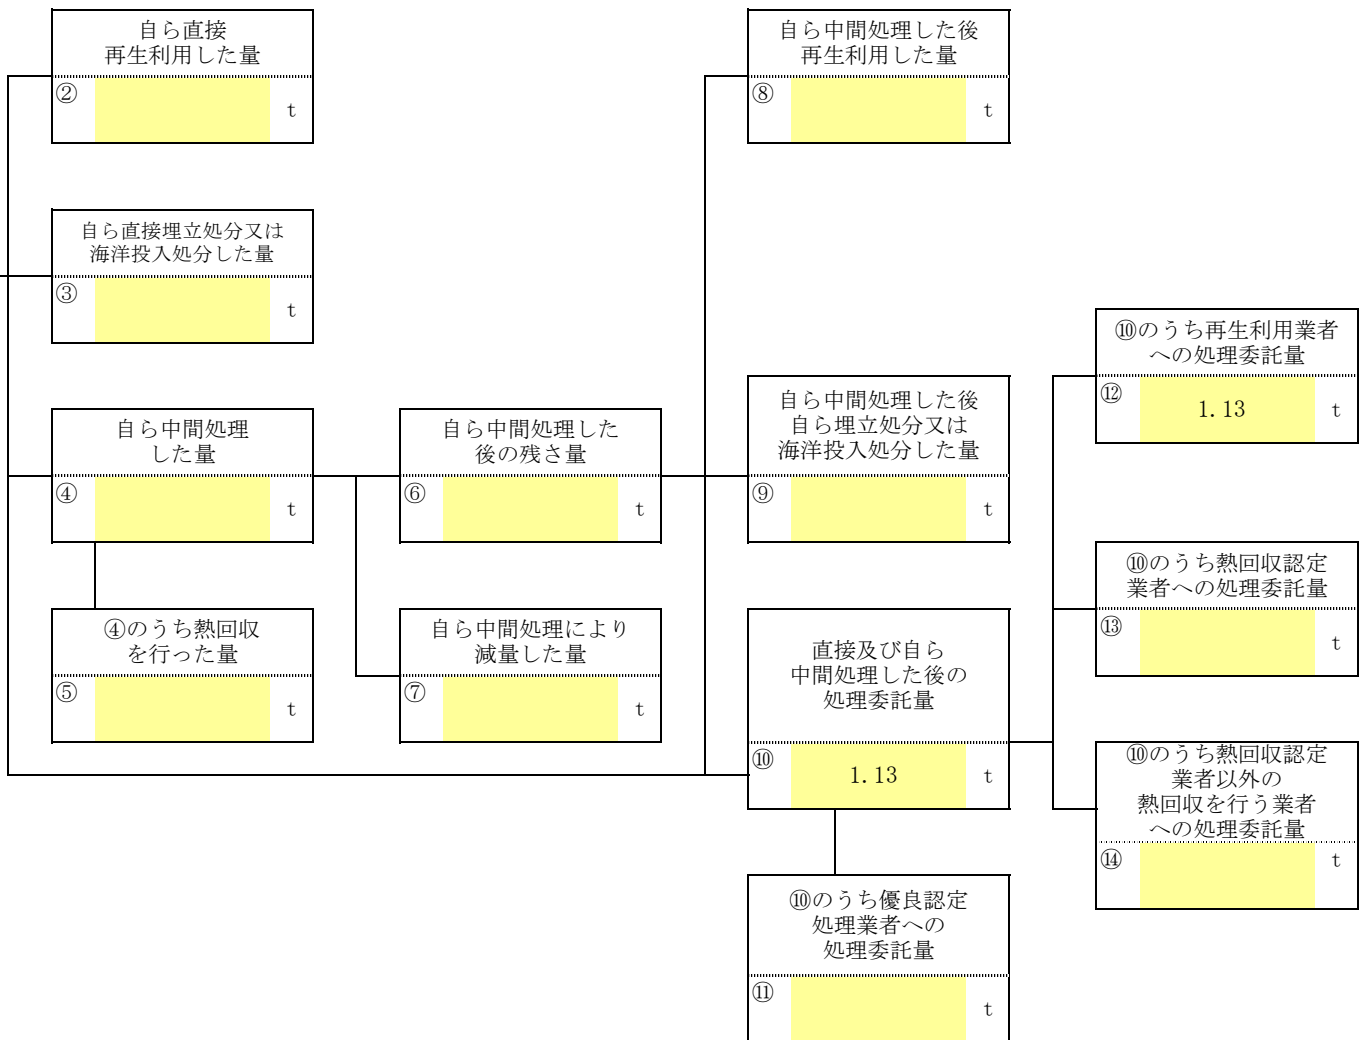 自ら直接
再生利用した量
②
t
自ら直接埋立処分又は
海洋投入処分した量
③
t
自ら中間処理
した量
④
t
④のうち熱回収
を行った量
⑤
t
自ら中間処理した
後の残さ量
⑥
t
自ら中間処理により
減量した量
⑦
t
自ら中間処理した後
再生利用した量
⑧
t
自ら中間処理した後
自ら埋立処分又は
海洋投入処分した量
⑨
t
直接及び自ら
中間処理した後の
処理委託量
⑩ 1.13 t
⑩のうち優良認定
処理業者への
処理委託量
⑪
t
⑩のうち再生利用業者
への処理委託量
⑫ 1.13 t
⑩のうち熱回収認定
業者への処理委託量
⑬
t
⑩のうち熱回収認定
業者以外の
熱回収を行う業者
への処理委託量
⑭
t